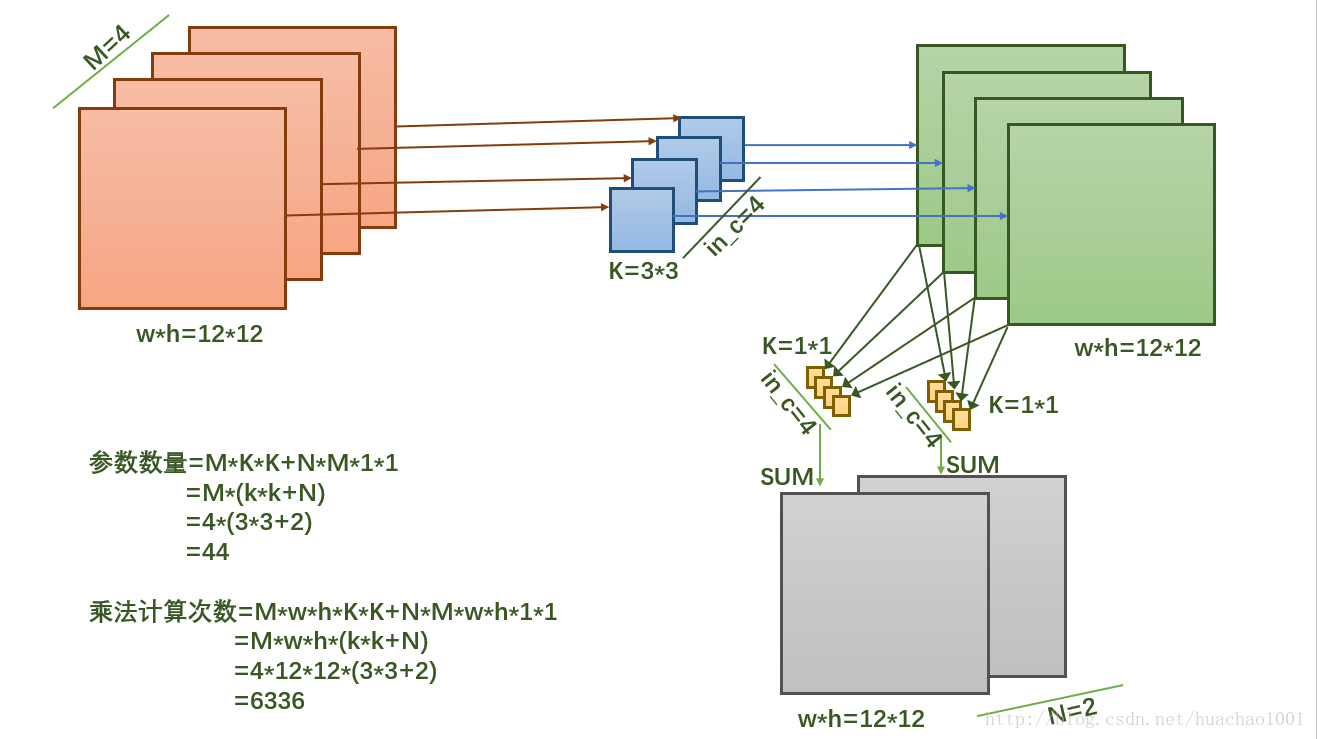 M=4
in_c=4
K=3*3
w*h=12*12
K=1*1
w*h=12*12
in_c=4
in_c=4
K=1*1
参数数量=M*K*K+N*M*1*1
=M*(k*k+N)
=4*(3*3+2)
=44
SUM
SUM
乘法计算次数=M*w*h*K*K+N*M*w*h*1*1
=M*w*h*(k*k+N)
=4*12*12*(3*3+2)
=6336
w*h=12*12
N=2
http://blog.csdn.net/huachao1001